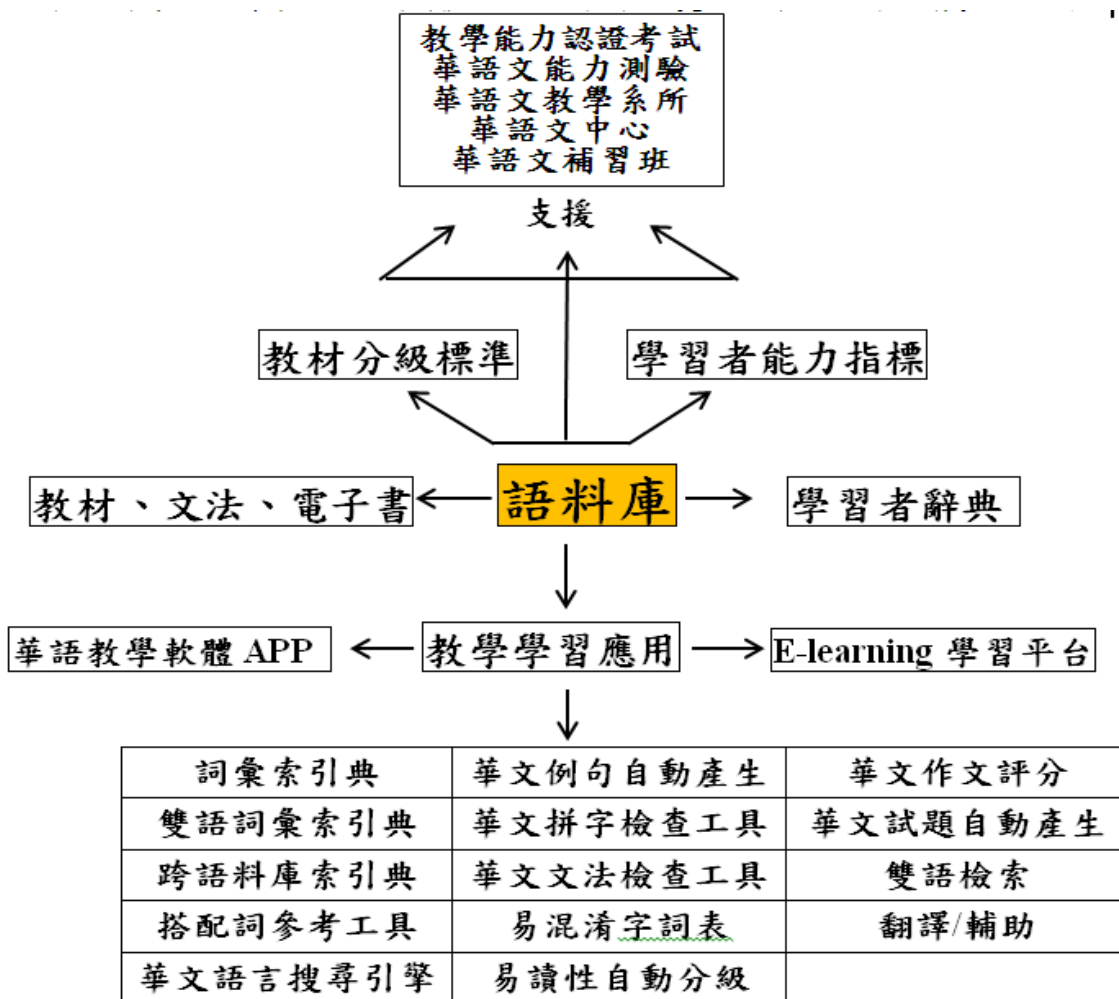 教學能力認證考試
華語文能力測驗
華語文教學系所
華語文中心
華語文補習班
支援
教材分級標準 學習者能力指標
教材、文法、電子書 語料庫 學習者辭典
華語教學軟體 APP 教學學習應用 E-learning 學習平台
詞彙索引典 華文例句自動產生 華文作文評分
雙語詞彙索引典 華文拼字檢查工具 華文試題自動產生
跨語料庫索引典 華文文法檢查工具 雙語檢索
搭配詞參考工具 易混淆字詞表 翻譯/輔助
華文語言搜尋引擎 易讀性自動分級